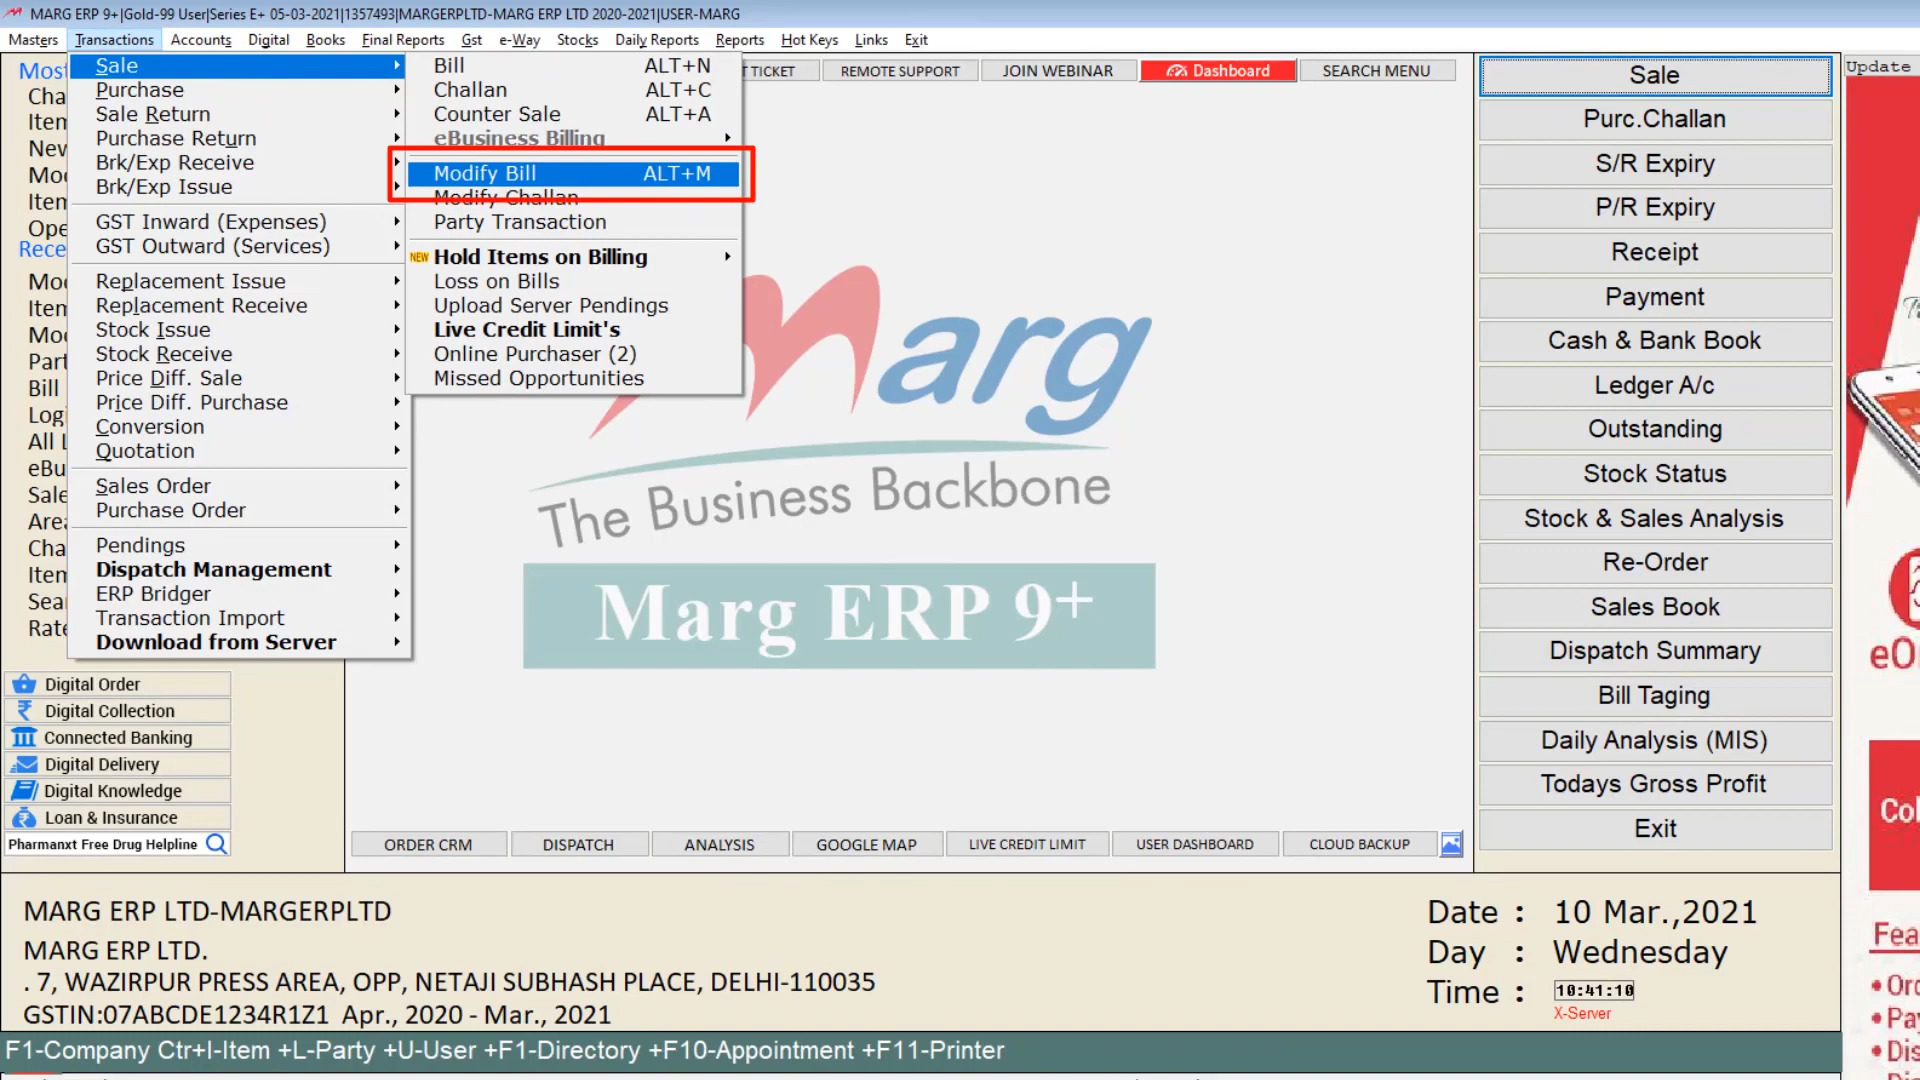 MARG ERP 9+|Gold-99 User|Series E+ 05-03-2021|1357493|MARGERPLTD-MARG ERP LTD 2020-2021|USER-MARG
Masters Transactions Accounts Digital Books Final Reports Gst e-Way Stocks Daily Reports Reports Hot Keys Links Exit
Sale
Purchase
Sale Return
Purchase Return
Brk/Exp Receive
Brk/Exp Issue
GST Inward (Expenses)
GST Outward (Services)
Replacement Issue
Replacement Receive
Stock Issue
Stock Receive
Price Diff. Sale
Price Diff. Purchase
Conversion
Quotation
Sales Order
Purchase Order
Pendings
Dispatch Management
ERP Bridger
Transaction Import
Download from Server
Bill ALT+N
Challan ALT+C
Counter Sale ALT+A
eBusiness Billing
Modify Bill ALT+M
Modify Challan
Party Transaction
NEW Hold Items on Billing
Loss on Bills
Upload Server Pendings
Live Credit Limit's
Online Purchaser (2)
Missed Opportunities
TICKET REMOTE SUPPORT JOIN WEBINAR Dashboard SEARCH MENU
marg
The Business Backbone
Marg ERP 9+
Digital Order
Digital Collection
Connected Banking
Digital Delivery
Digital Knowledge
Loan & Insurance
Pharmanxt Free Drug Helpline
ORDER CRM DISPATCH ANALYSIS GOOGLE MAP LIVE CREDIT LIMIT USER DASHBOARD CLOUD BACKUP
Sale
Purc.Challan
S/R Expiry
P/R Expiry
Receipt
Payment
Cash & Bank Book
Ledger A/c
Outstanding
Stock Status
Stock & Sales Analysis
Re-Order
Sales Book
Dispatch Summary
Bill Taging
Daily Analysis (MIS)
Todays Gross Profit
Exit
Update
MARG ERP LTD-MARGERPLTD
MARG ERP LTD.
. 7, WAZIRPUR PRESS AREA, OPP, NETAJI SUBHASH PLACE, DELHI-110035
GSTIN:07ABCDE1234R1Z1 Apr., 2020 - Mar., 2021
Date : 10 Mar.,2021
Day : Wednesday
Time : 10:41:10
X-Server
F1-Company Ctr+I-Item +L-Party +U-User +F1-Directory +F10-Appointment +F11-Printer